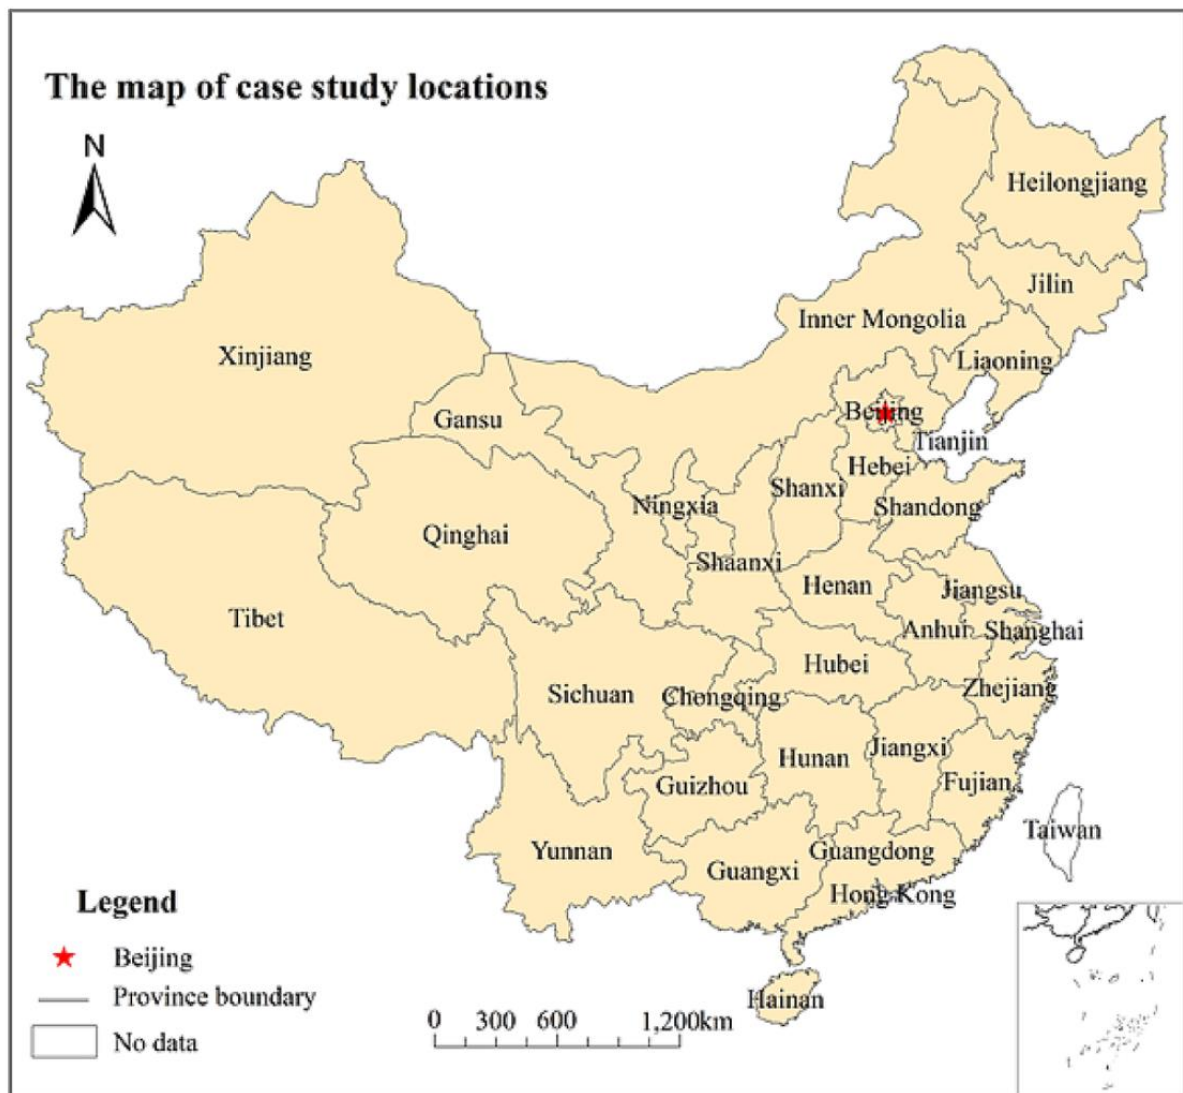 The map of case study locations
N
Heilongjiang
Jilin
Inner Mongolia
Xinjiang
Liaoning
Gansu
Beijing
Tianjin
Hebei
Shanxi
Ningxia
Shandong
Qinghai
Shaanxi
Henan
Jiangsu
Tibet
Anhui
Shanghai
Hubei
Sichuan
Chongqing
Zhejiang
Jiangxi
Hunan
Guizhou
Fujian
Taiwan
Yunnan
Guangdong
Guangxi
Hong Kong
Hainan
Legend
Beijing
Province boundary
No data
0 300 600 1,200km